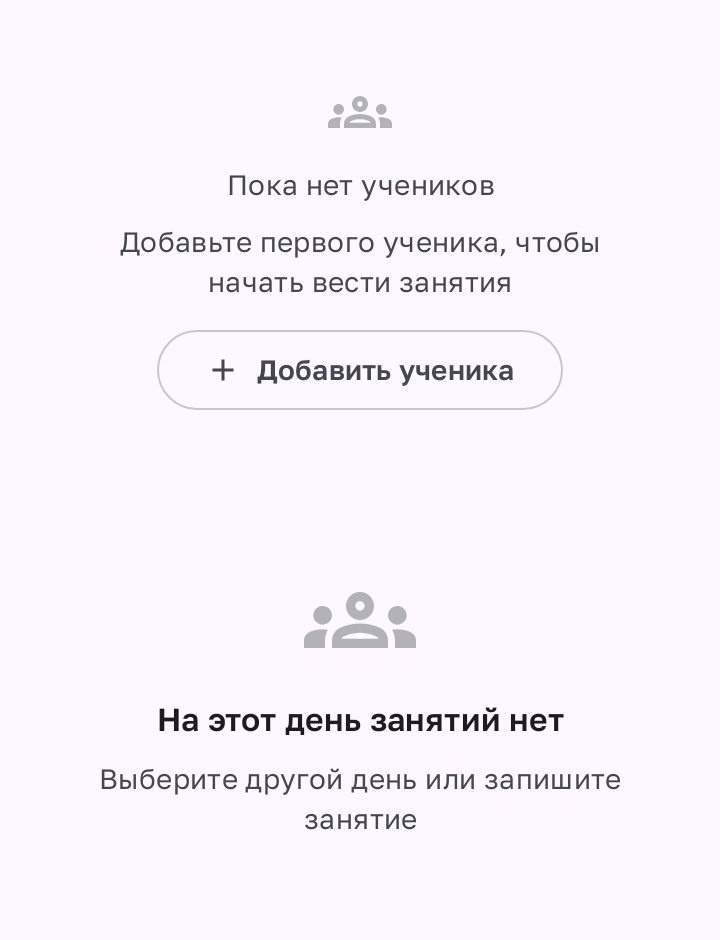 Пока нет учеников
Добавьте первого ученика, чтобы
начать вести занятия
+ Добавить ученика
На этот день занятий нет
Выберите другой день или запишите
занятие